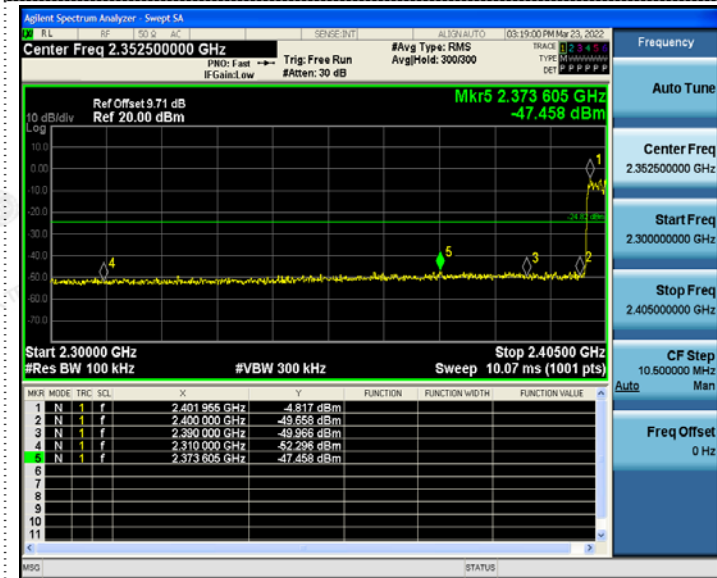 Agilent Spectrum Analyzer - Swept SA
RL RF 50 Ω AC SENSE:INT ALIGNAUTO 03:19:00 PM Mar 23, 2022
Center Freq 2.352500000 GHz
PNO: Fast
IFGain:Low
Trig: Free Run
#Atten: 30 dB
#Avg Type: RMS
Avg|Hold: 300/300
TRACE 1 2 3 4 5 6
TYPE M
DET P P P P P P
Ref Offset 9.71 dB
10 dB/div Ref 20.00 dBm
Log
Mkr5 2.373 605 GHz
-47.458 dBm
10.0
0.00
-10.0
-20.0
-30.0
-40.0
-50.0
-60.0
-70.0
1
-24.82 dBm
4
5
3
2
Start 2.30000 GHz Stop 2.40500 GHz
#Res BW 100 kHz #VBW 300 kHz Sweep 10.07 ms (1001 pts)
MKR MODE TRC SCL X Y FUNCTION FUNCTION WIDTH FUNCTION VALUE
1 N 1 f 2.401 955 GHz -4.817 dBm
2 N 1 f 2.400 000 GHz -49.658 dBm
3 N 1 f 2.390 000 GHz -49.966 dBm
4 N 1 f 2.310 000 GHz -52.296 dBm
5 N 1 f 2.373 605 GHz -47.458 dBm
6
7
8
9
10
11
MSG STATUS
Frequency
Auto Tune
Center Freq
2.352500000 GHz
Start Freq
2.300000000 GHz
Stop Freq
2.405000000 GHz
CF Step
10.500000 MHz
Auto Man
Freq Offset
0 Hz